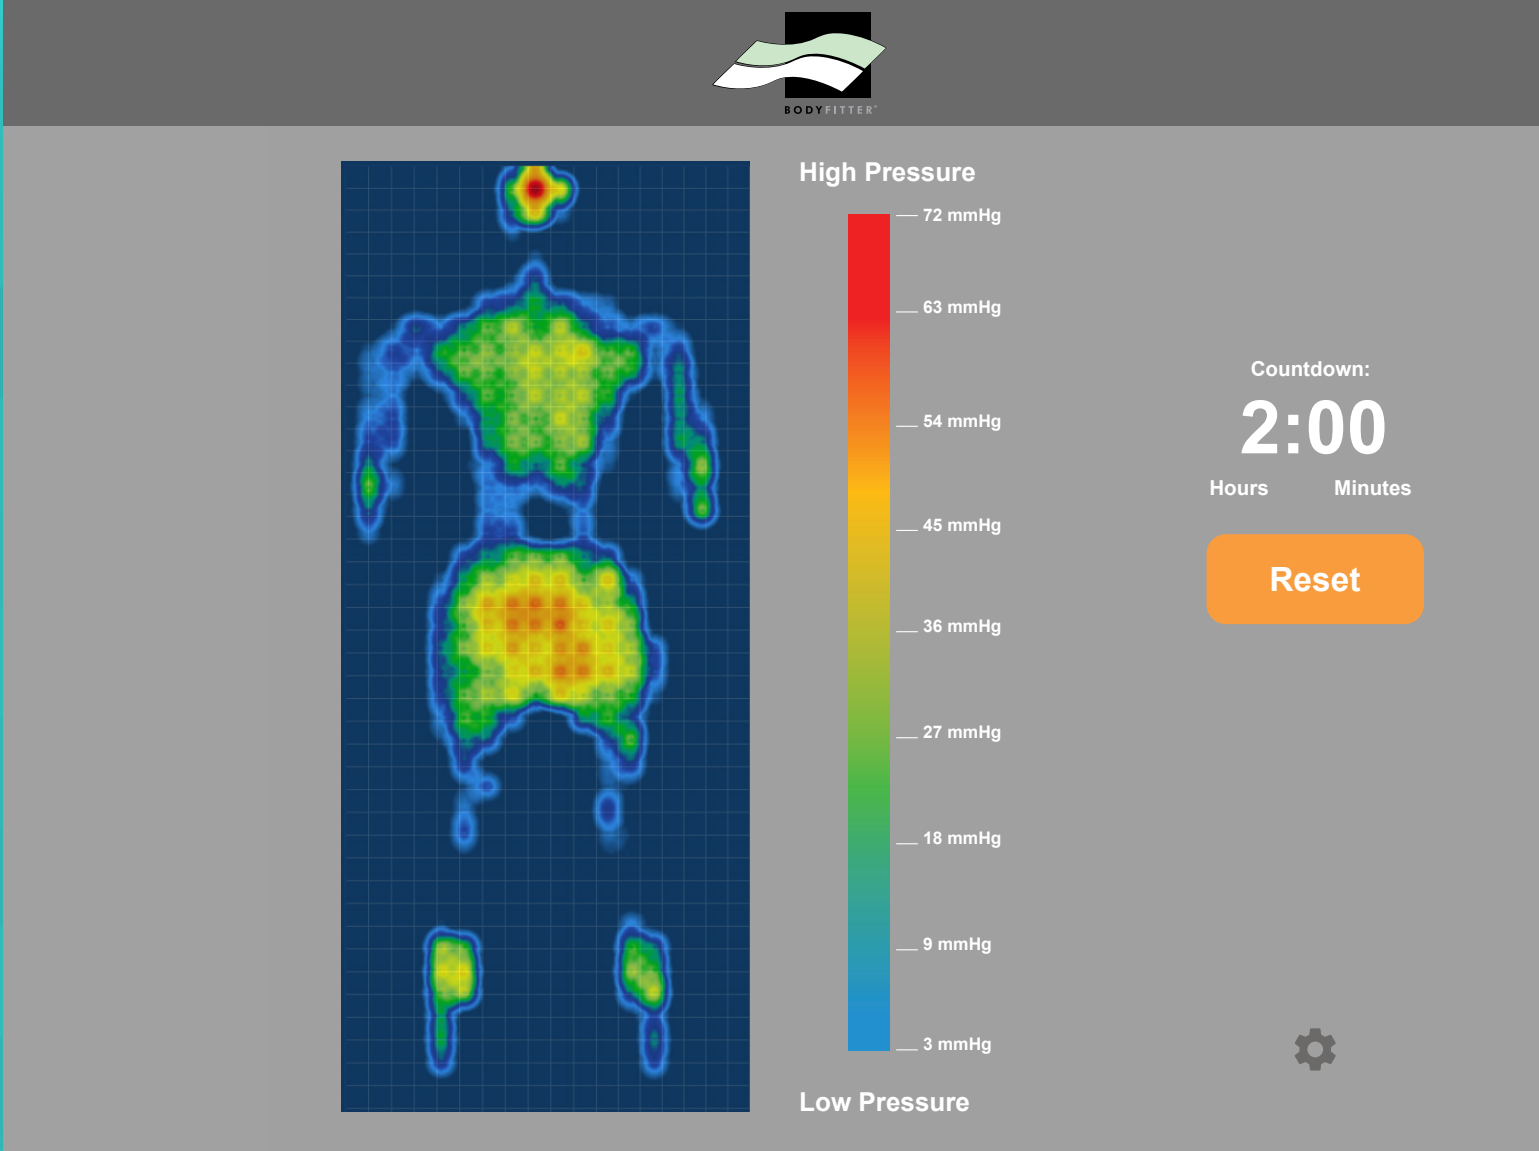 BODYFITTER®
High Pressure
72 mmHg
63 mmHg
54 mmHg
45 mmHg
36 mmHg
27 mmHg
18 mmHg
9 mmHg
3 mmHg
Low Pressure
Countdown:
2:00
Hours Minutes
Reset